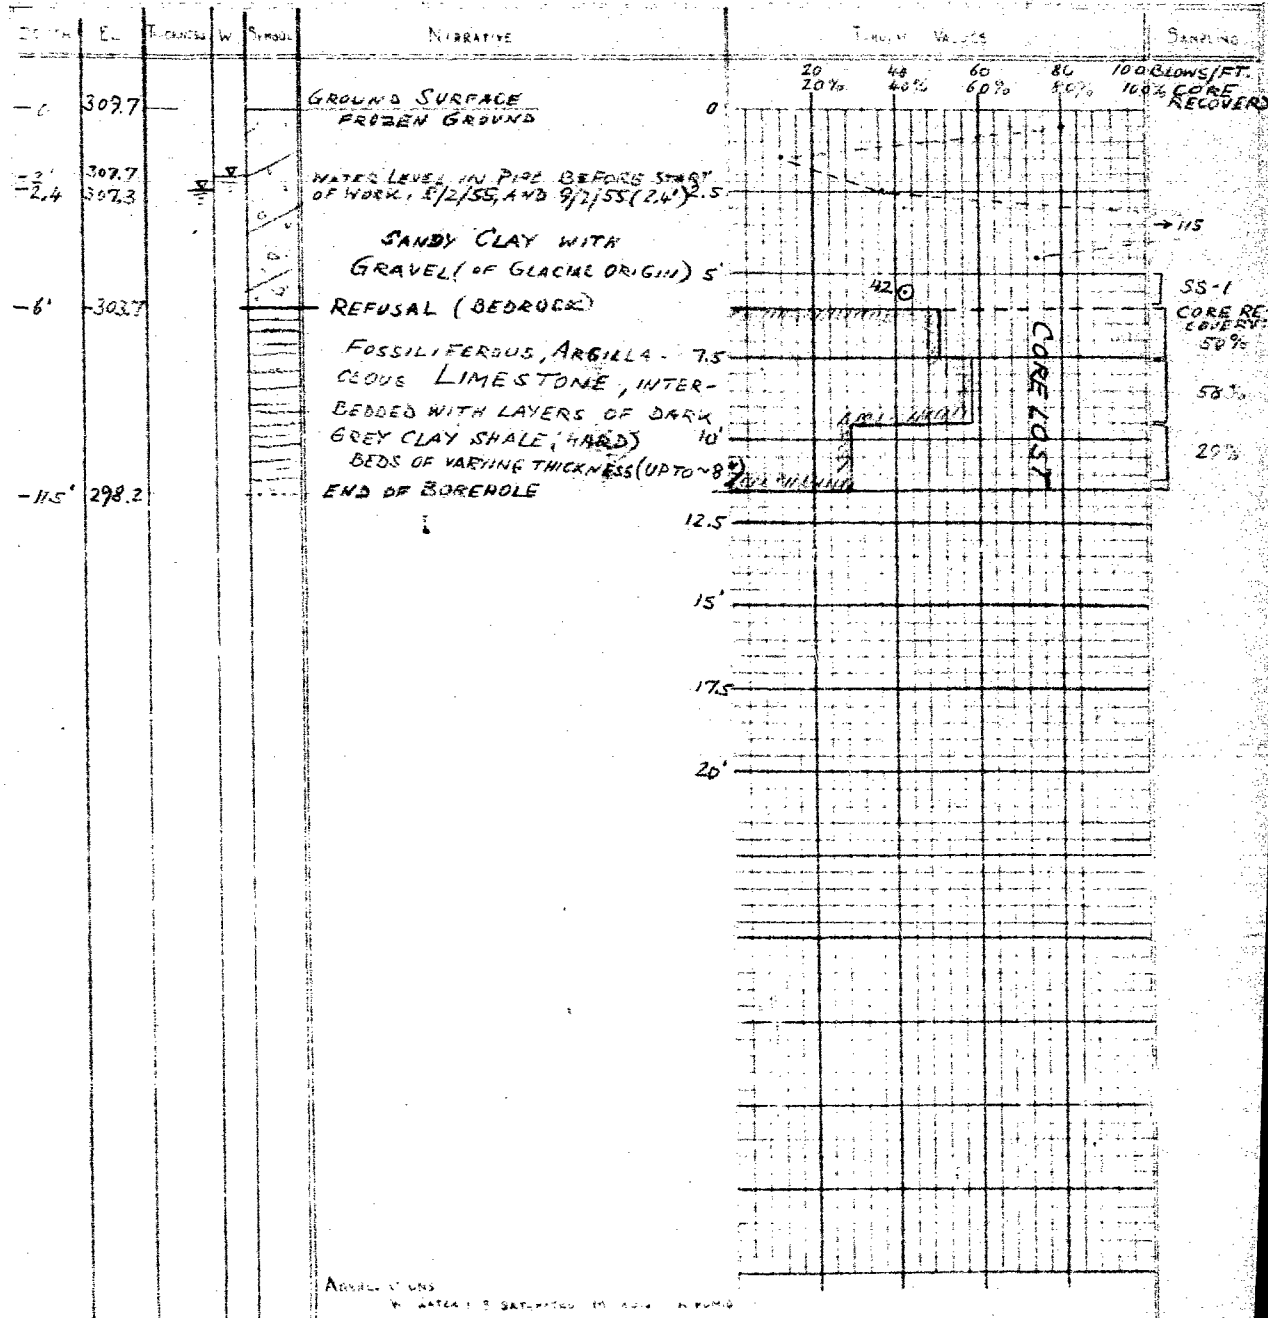 DEPTH EL. THICKNESS W SYMBOL NARRATIVE VALUES SAMPLING
20 40 60 80 100 BLOWS/FT.
20% 40% 60% 80% 100% CORE RECOVERY
309.7 GROUND SURFACE 0
FROZEN GROUND
-2' 307.7 WATER LEVEL IN PIPE BEFORE START
-2.4 307.3 OF WORK, 8/2/55, AND 9/2/55 (2.4') 2.5
→115
SANDY CLAY WITH
GRAVEL (OF GLACIAL ORIGIN) 5'
42 SS-1
-6' 303.7 REFUSAL (BEDROCK)
CORE RE-
COVERY:
50%
FOSSILIFEROUS, ARGILLA- 7.5
CEOUS LIMESTONE, INTER-
BEDDED WITH LAYERS OF DARK 58%
GREY CLAY SHALE; HARD) 10'
BEDS OF VARYING THICKNESS (UP TO ~8") 29%
CORE LOST
-11.5' 298.2 END OF BOREHOLE
12.5
15'
17.5
20'
W WATER S SATURATED